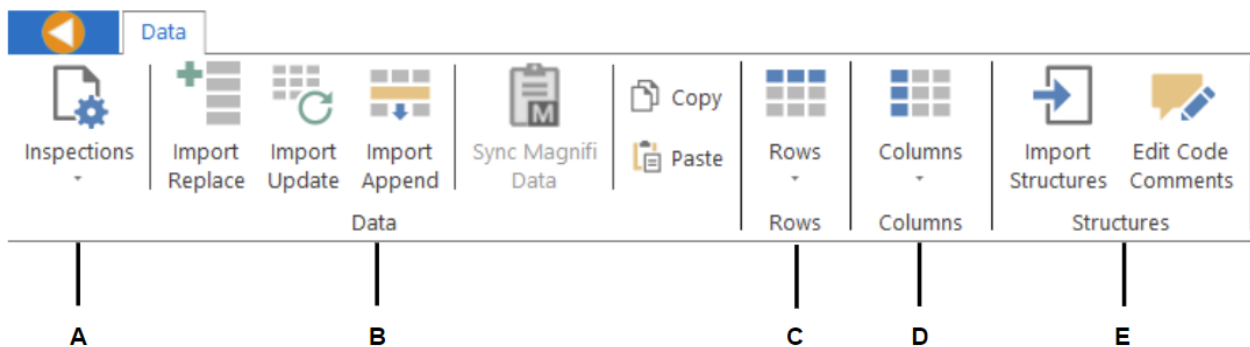 Data
Inspections
Import
Replace
Import
Update
Import
Append
M
Sync Magnifi
Data
Copy
Paste
Rows
Columns
Import
Structures
Edit Code
Comments
Data
Rows
Columns
Structures
A
B
C
D
E